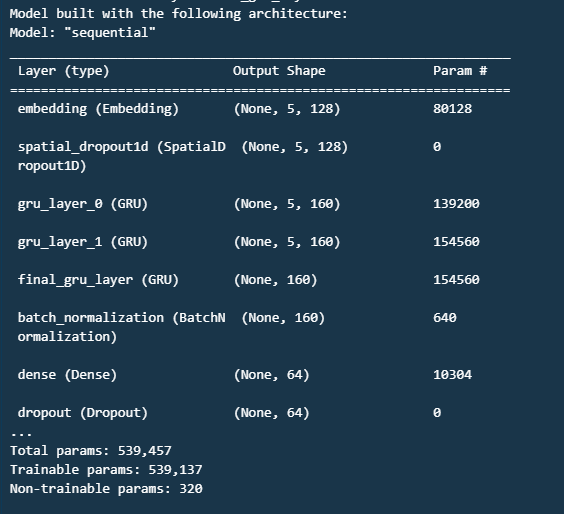 Model built with the following architecture:
Model: "sequential"
_________________________________________________________________
Layer (type) Output Shape Param #
=================================================================
embedding (Embedding) (None, 5, 128) 80128
spatial_dropout1d (SpatialD (None, 5, 128) 0
ropout1D)
gru_layer_0 (GRU) (None, 5, 160) 139200
gru_layer_1 (GRU) (None, 5, 160) 154560
final_gru_layer (GRU) (None, 160) 154560
batch_normalization (BatchN (None, 160) 640
ormalization)
dense (Dense) (None, 64) 10304
dropout (Dropout) (None, 64) 0
...
Total params: 539,457
Trainable params: 539,137
Non-trainable params: 320